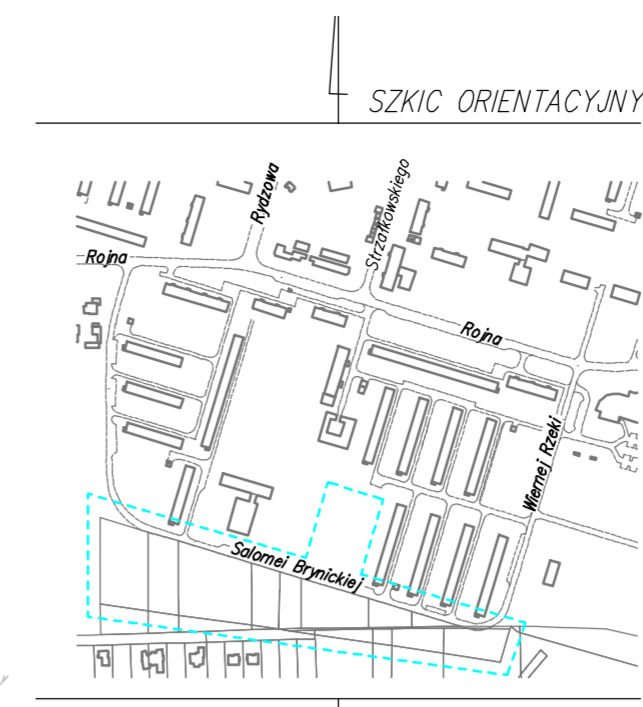 SZKIC ORIENTACYJNY
Rydzowa
Strzałkowskiego
Rojna
Rojna
Wiernej Rzeki
Salomei Brynickiej